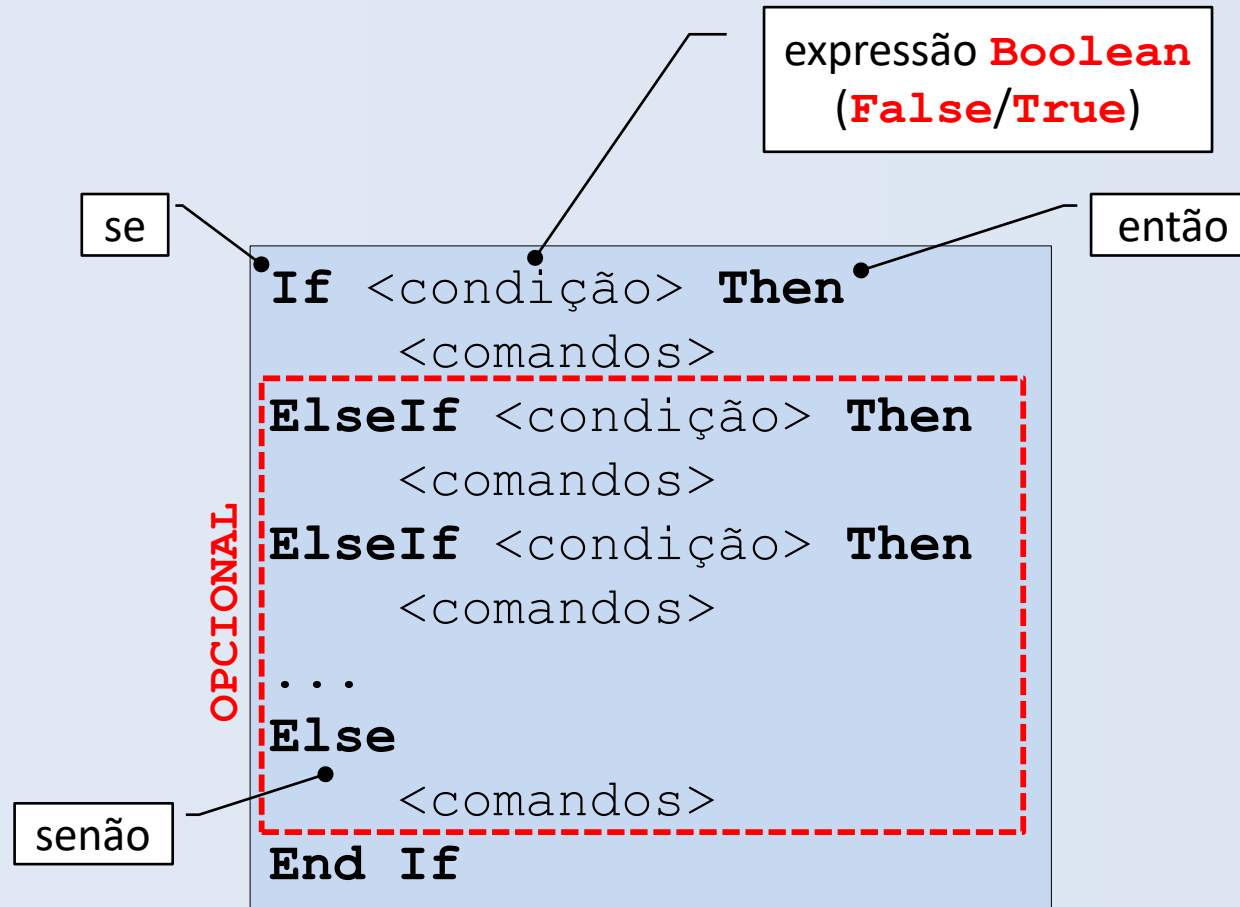 expressão Boolean
(False/True)
se
então
If <condição> Then
<comandos>
ElseIf <condição> Then
<comandos>
ElseIf <condição> Then
<comandos>
...
Else
<comandos>
End If
OPCIONAL
senão